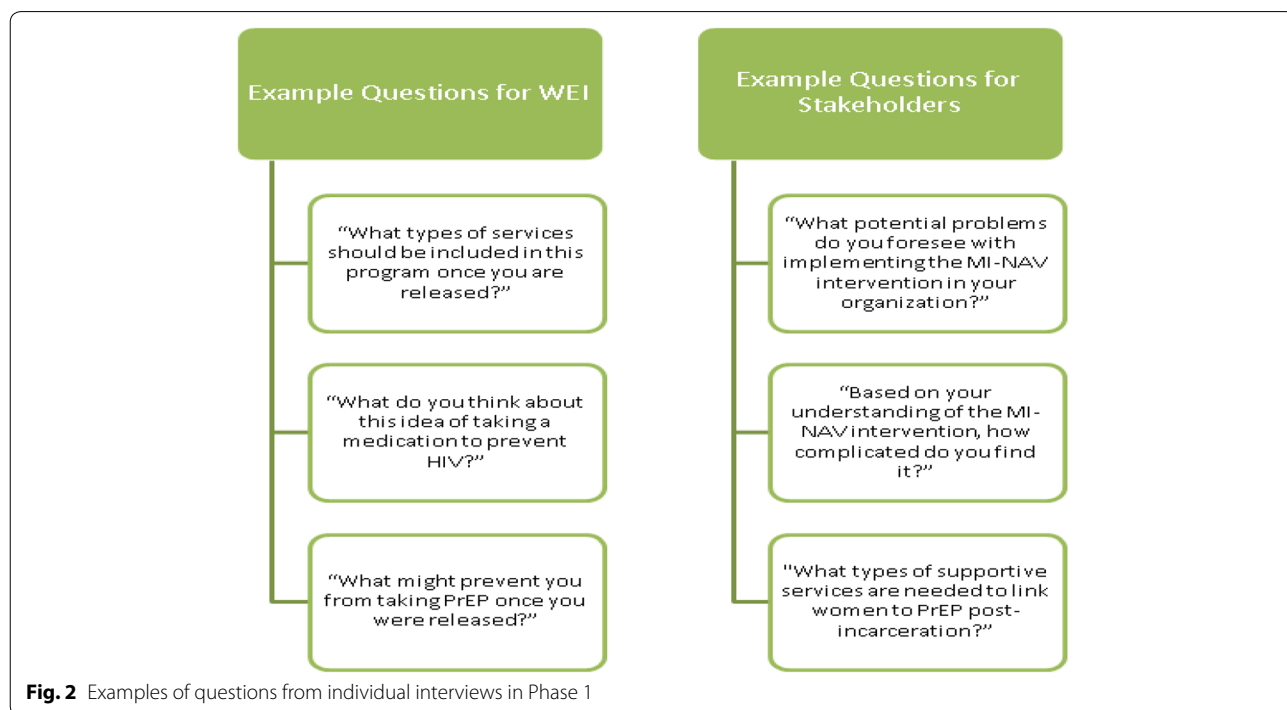 Example Questions for WEI
“What types of services
should be included in this
program once you are
released?”
“What do you think about
this idea of taking a
medication to prevent
HIV?”
“What might prevent you
from taking PrEP once you
were released?”
Example Questions for
Stakeholders
“What potential problems
do you foresee with
implementing the MI-NAV
intervention in your
organization?”
“Based on your
understanding of the MI-
NAV intervention, how
complicated do you find
it?”
"What types of supportive
services are needed to link
women to PrEP post-
incarceration?”
Fig. 2 Examples of questions from individual interviews in Phase 1